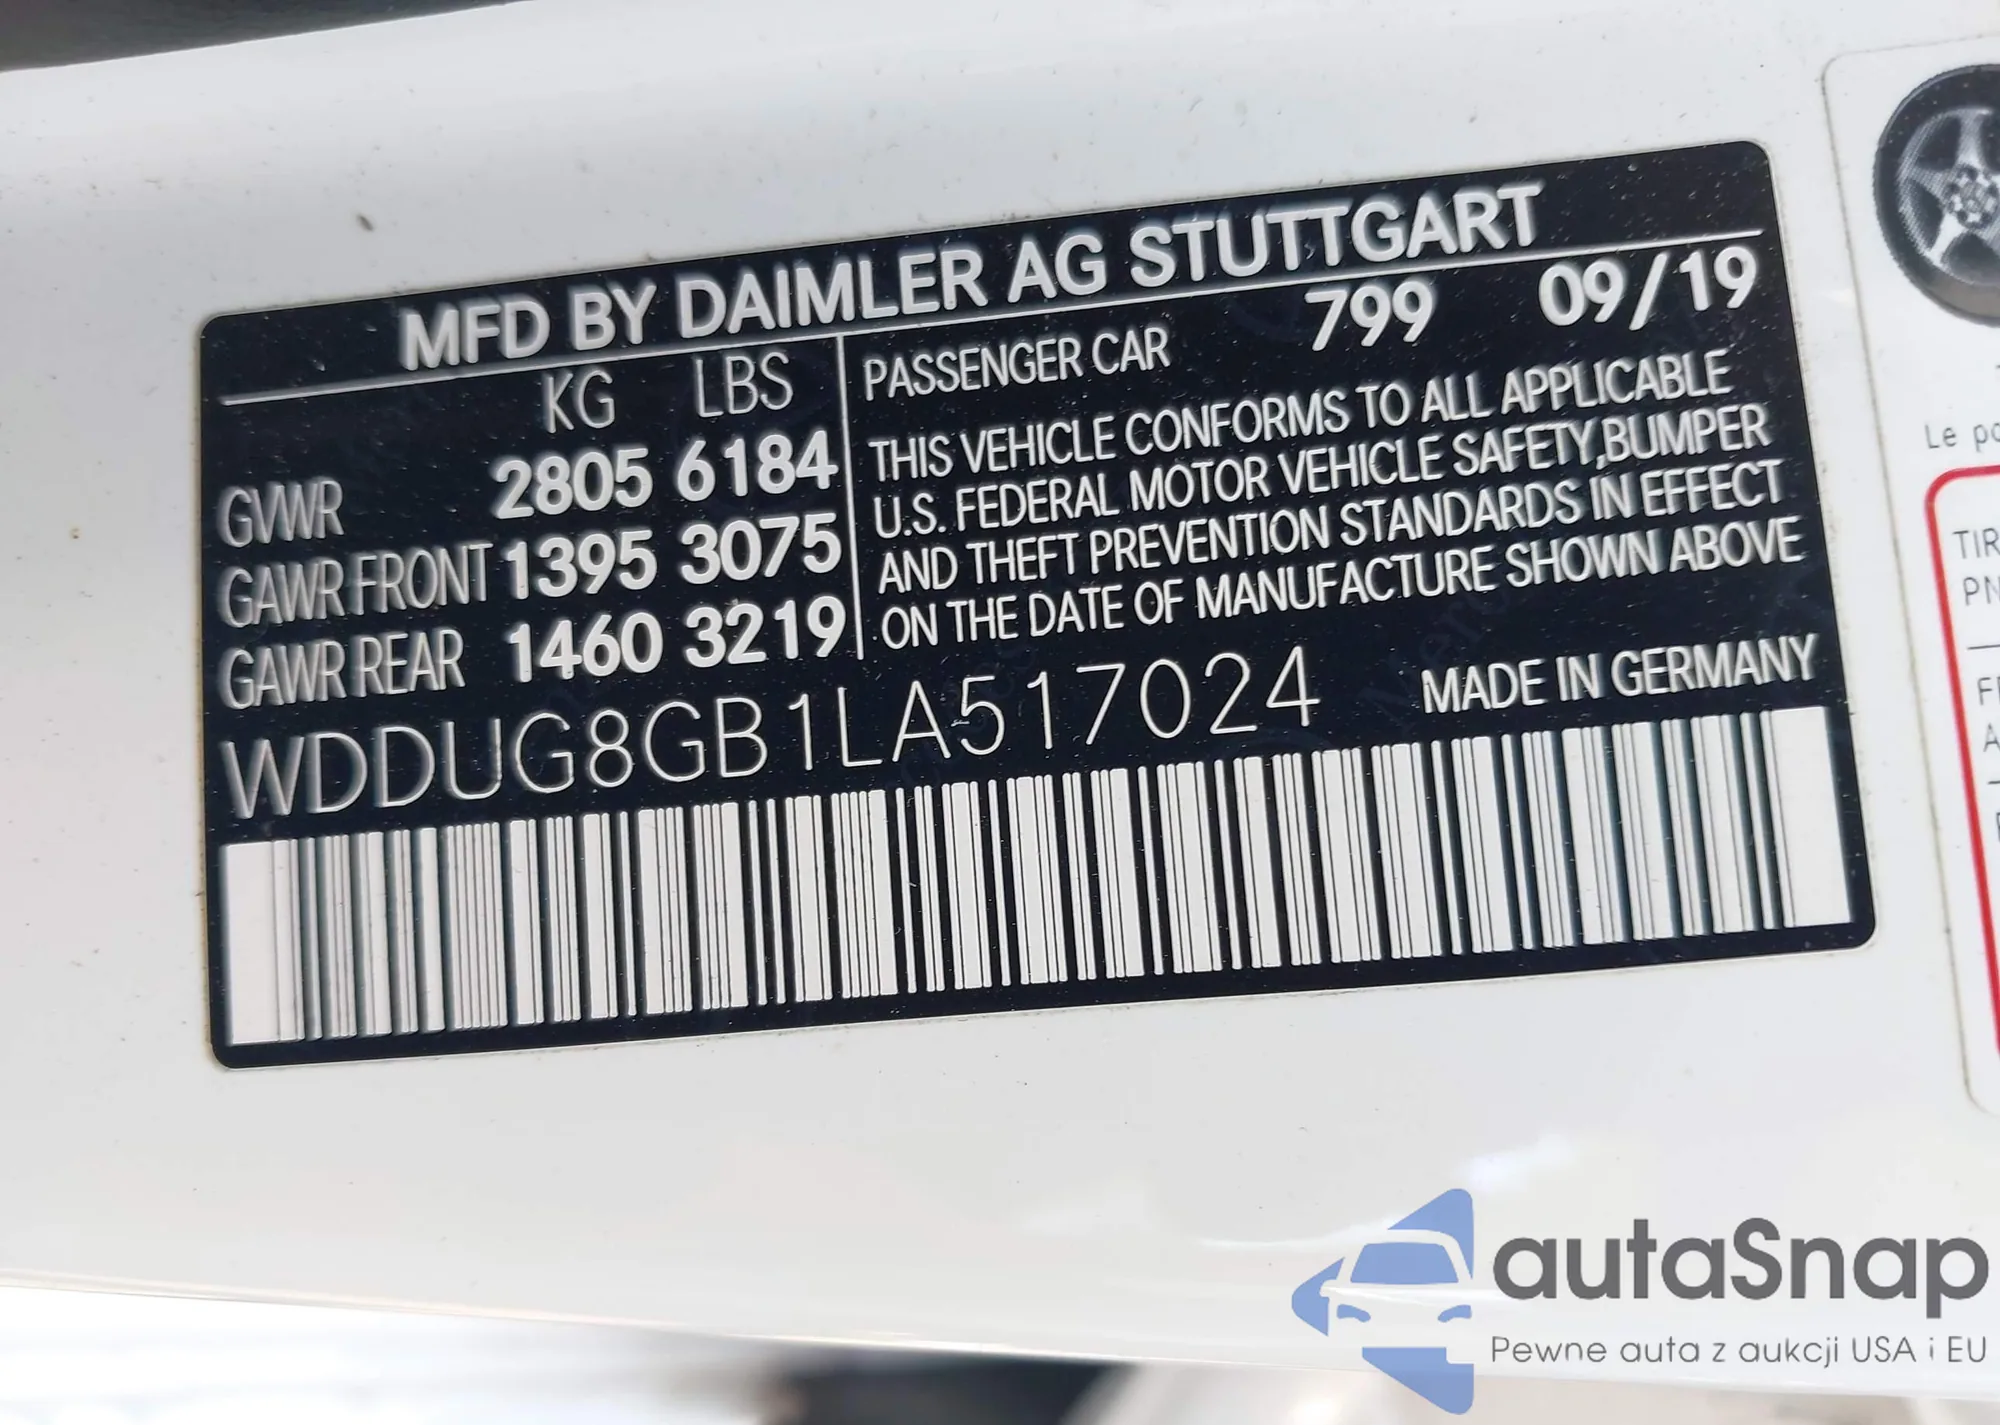 MFD BY DAIMLER AG STUTTGART
KG LBS
GVWR 2805 6184
GAWR FRONT 1395 3075
GAWR REAR 1460 3219
PASSENGER CAR 799 09/19
THIS VEHICLE CONFORMS TO ALL APPLICABLE
U.S. FEDERAL MOTOR VEHICLE SAFETY,BUMPER
AND THEFT PREVENTION STANDARDS IN EFFECT
ON THE DATE OF MANUFACTURE SHOWN ABOVE
WDDUG8GB1LA517024 MADE IN GERMANY
Le
autaSnap
Pewne auta z aukcji USA i EU